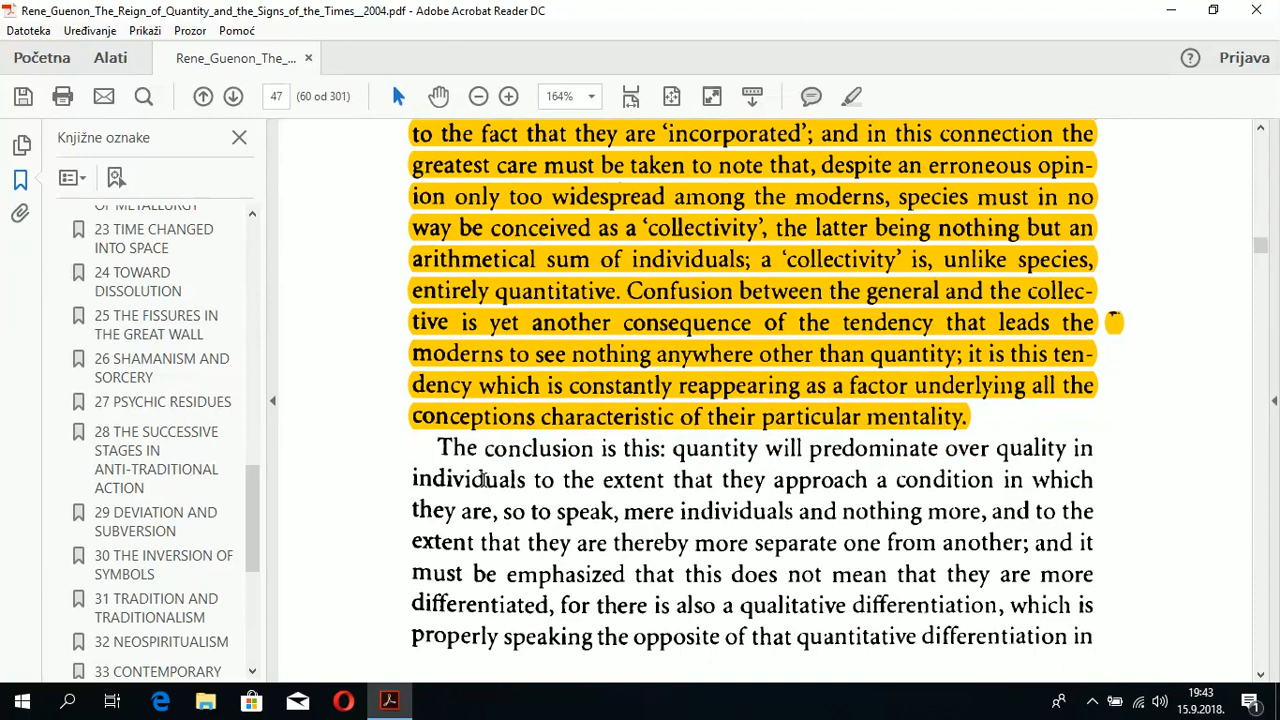 Rene_Guenon_The_Reign_of_Quantity_and_the_Signs_of_the_Times__2004.pdf - Adobe Acrobat Reader DC
Datoteka Uređivanje Prikaži Prozor Pomoć
Početna Alati Rene_Guenon_The_... × Prijava
47 (60 od 301) 164%
Knjižne oznake
OF METALLURGY
23 TIME CHANGED
INTO SPACE
24 TOWARD
DISSOLUTION
25 THE FISSURES IN
THE GREAT WALL
26 SHAMANISM AND
SORCERY
27 PSYCHIC RESIDUES
28 THE SUCCESSIVE
STAGES IN
ANTI-TRADITIONAL
ACTION
29 DEVIATION AND
SUBVERSION
30 THE INVERSION OF
SYMBOLS
31 TRADITION AND
TRADITIONALISM
32 NEOSPIRITUALISM
33 CONTEMPORARY
to the fact that they are ‘incorporated’; and in this connection the
greatest care must be taken to note that, despite an erroneous opin-
ion only too widespread among the moderns, species must in no
way be conceived as a ‘collectivity’, the latter being nothing but an
arithmetical sum of individuals; a ‘collectivity’ is, unlike species,
entirely quantitative. Confusion between the general and the collec-
tive is yet another consequence of the tendency that leads the
moderns to see nothing anywhere other than quantity; it is this ten-
dency which is constantly reappearing as a factor underlying all the
conceptions characteristic of their particular mentality.
The conclusion is this: quantity will predominate over quality in
individuals to the extent that they approach a condition in which
they are, so to speak, mere individuals and nothing more, and to the
extent that they are thereby more separate one from another; and it
must be emphasized that this does not mean that they are more
differentiated, for there is also a qualitative differentiation, which is
properly speaking the opposite of that quantitative differentiation in
19:43
15.9.2018.